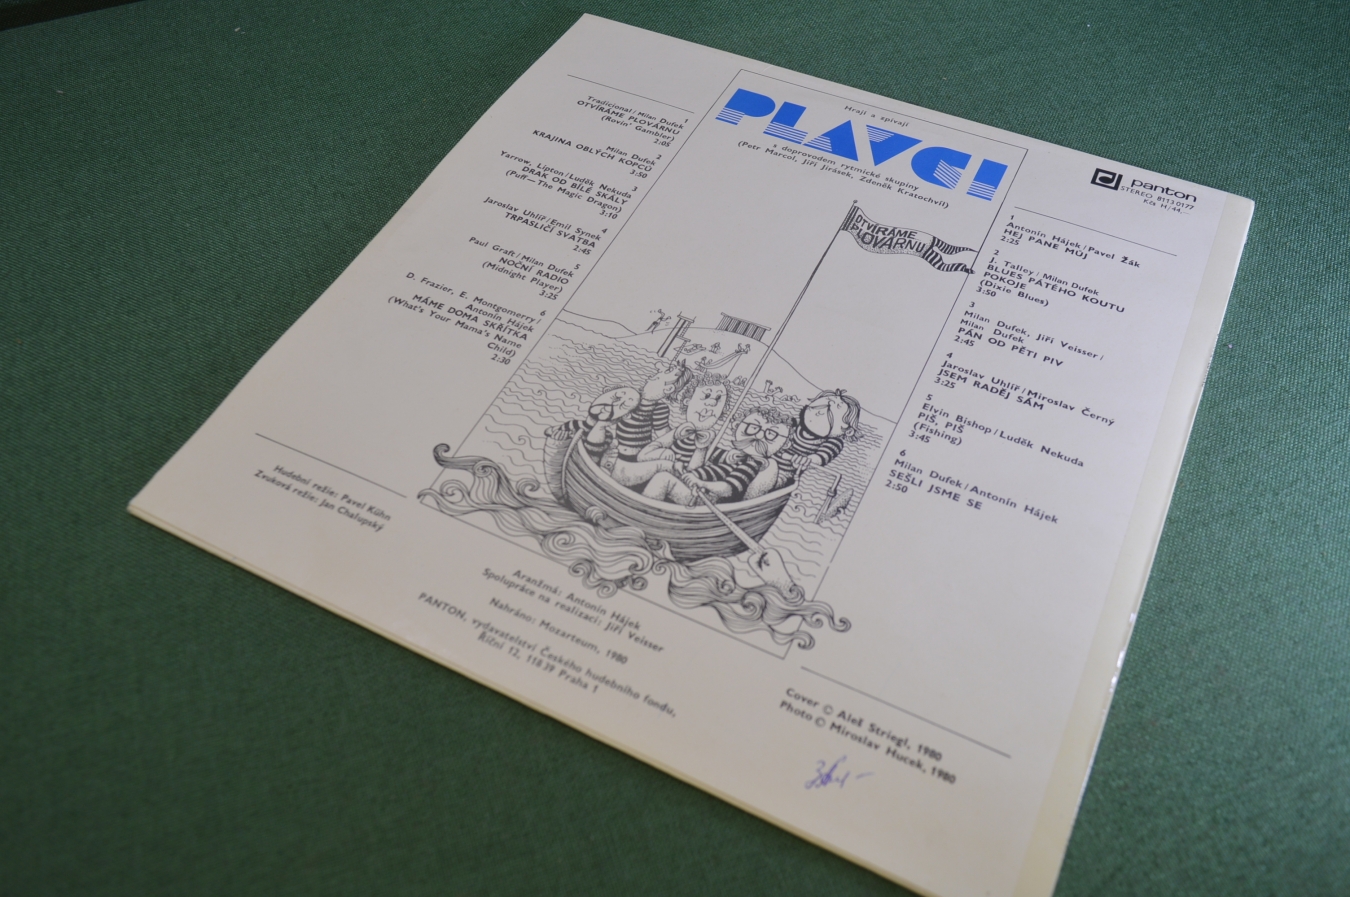 Hrají a zpívají
PLAVCI
s doprovodem rytmické skupiny
(Petr Marcol, Jiří Jirásek, Zdeněk Kratochvíl)
panton
STEREO 8113 0177
Kčs H/44,—
OTVÍRÁME
PLOVÁRNU
1
Tradicional/Milan Dufek
OTVÍRÁME PLOVÁRNU
(Rovin' Gambler)
2:05
2
Milan Dufek
KRAJINA OBLÝCH KOPCŮ
3:50
3
Yarrow, Lipton/Luděk Nekuda
DRAK OD BÍLÉ SKÁLY
(Puff—The Magic Dragon)
3:10
4
Jaroslav Uhlíř/Emil Synek
TRPASLIČÍ SVATBA
2:45
5
Paul Graft/Milan Dufek
NOČNÍ RÁDIO
(Midnight Player)
3:25
6
D. Frazier, E. Montgomerry/
Antonín Hájek
MÁME DOMA SKŘÍTKA
(What's Your Mama's Name
Child)
2:30
1
Antonín Hájek/Pavel Žák
HEJ PANE MŮJ
2:25
2
J. Talley/Milan Dufek
BLUES PÁTÉHO KOUTU
POKOJE
(Dixie Blues)
3:50
3
Milan Dufek, Jiří Veisser/
Milan Dufek
PÁN OD PĚTI PIV
2:45
4
Jaroslav Uhlíř/Miroslav Černý
JSEM RADĚJ SÁM
3:25
5
Elvin Bishop/Luděk Nekuda
PIŠ, PIŠ
(Fishing)
3:45
6
Milan Dufek/Antonín Hájek
SEŠLI JSME SE
2:50
Hudební režie: Pavel Kühn
Zvuková režie: Jan Chalupský
Aranžmá: Antonín Hájek
Spolupráce na realizaci: Jiří Veisser
Nahráno: Mozarteum, 1980
PANTON, vydavatelství Českého hudebního fondu,
Říční 12, 118 39 Praha 1
Cover © Aleš Striegl, 1980
Photo © Miroslav Hucek, 1980